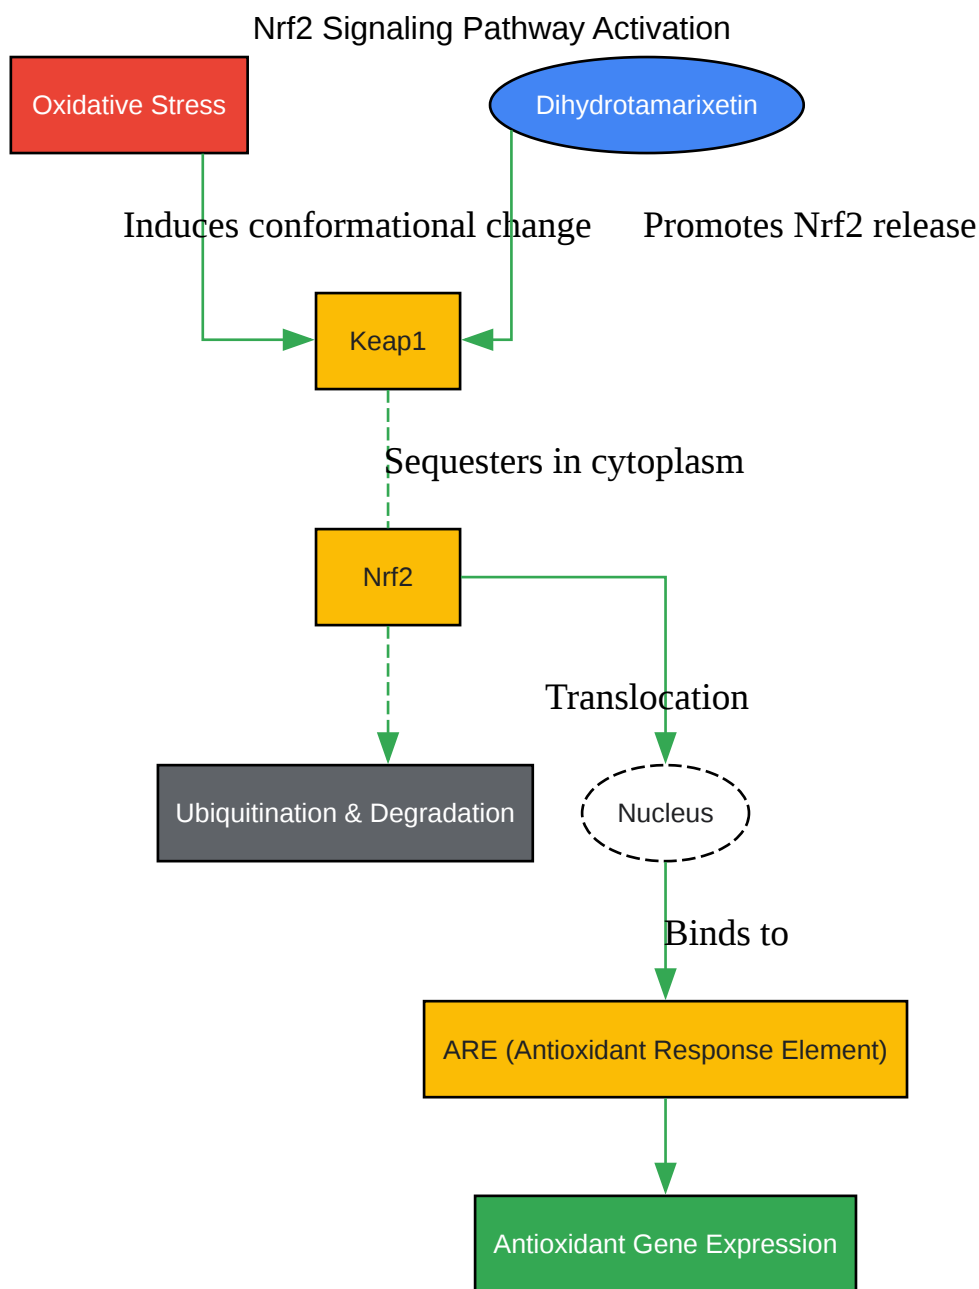 Nrf2 Signaling Pathway Activation
Oxidative Stress
Dihydrotamarixetin
Induces conformational change
Promotes Nrf2 release
Keap1
Sequesters in cytoplasm
Nrf2
Translocation
Ubiquitination & Degradation
Nucleus
Binds to
ARE (Antioxidant Response Element)
Antioxidant Gene Expression